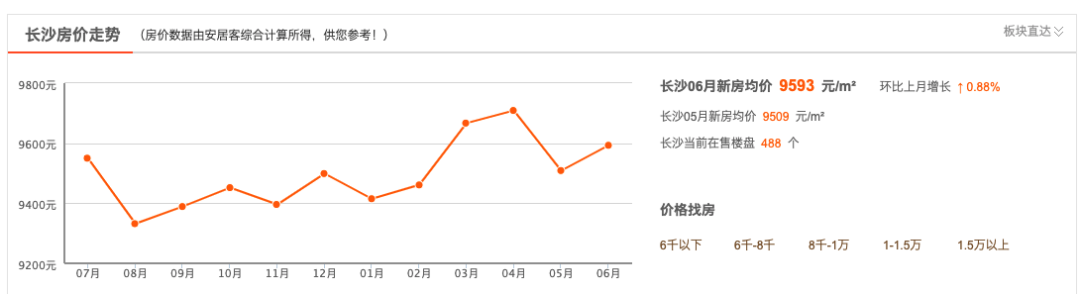 长沙房价走势 （房价数据由安居客综合计算所得，供您参考！）
板块直达
9800元
9600元
9400元
9200元
07月 08月 09月 10月 11月 12月 01月 02月 03月 04月 05月 06月
长沙06月新房均价 9593 元/m² 环比上月增长 ↑0.88%
长沙05月新房均价 9509 元/m²
长沙当前在售楼盘 488 个
价格找房
6千以下 6千-8千 8千-1万 1-1.5万 1.5万以上